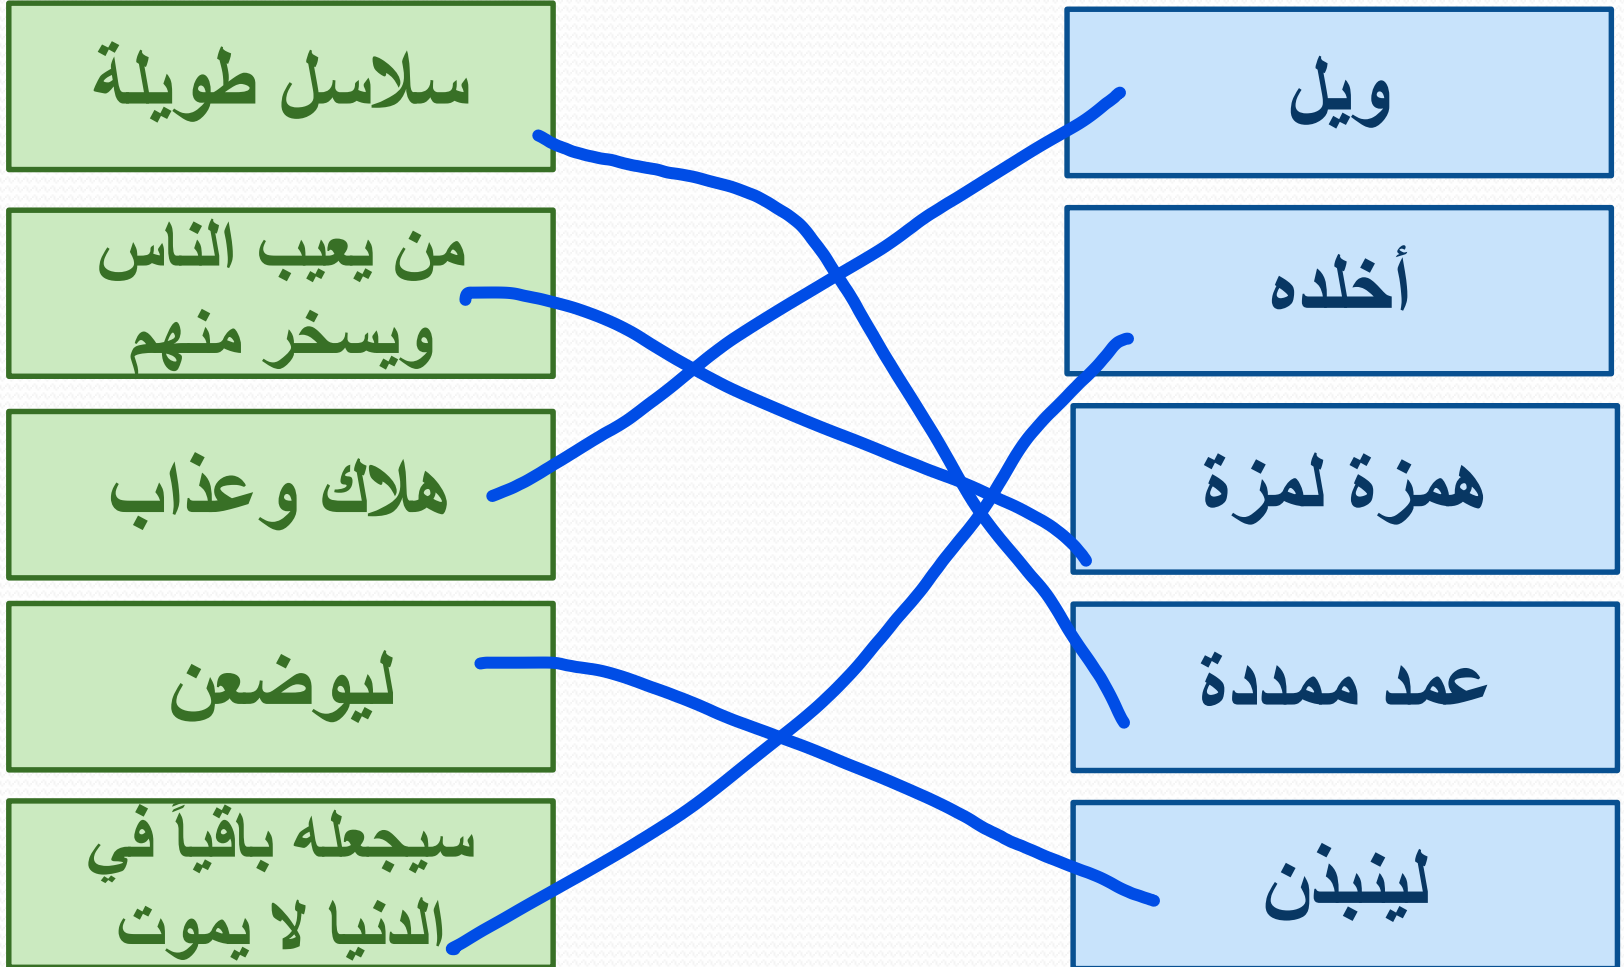 ويل
سلاسل طويلة
أخلده
من يعيب الناس
ويسخر منهم
همزة لمزة
هلاك وعذاب
عمد ممددة
ليوضعن
لينبذن
سيجعله باقياً في
الدنيا لا يموت